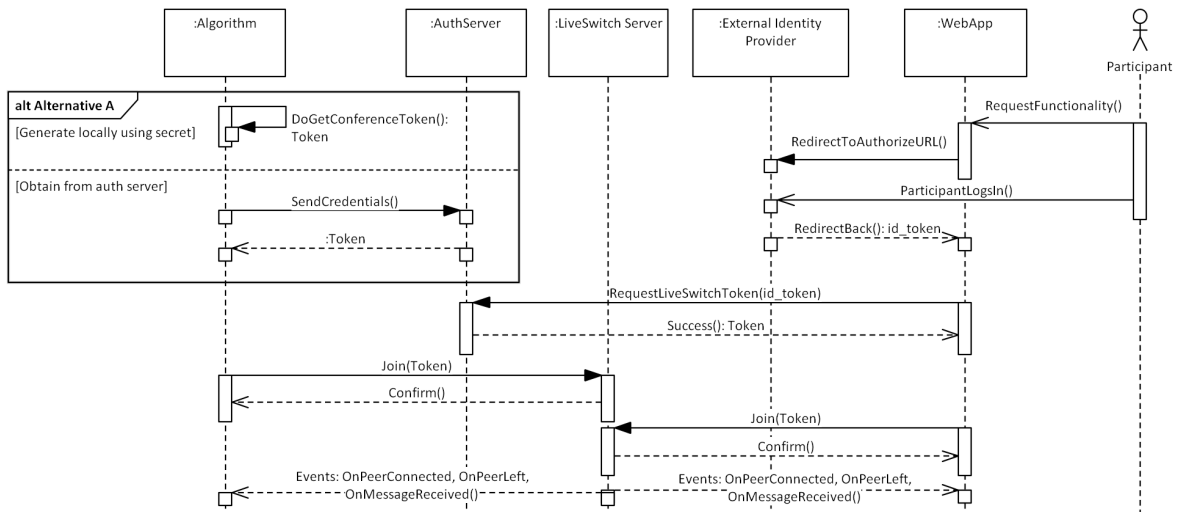 :Algorithm
:AuthServer
:LiveSwitch Server
:External Identity
Provider
:WebApp
Participant
alt Alternative A
[Generate locally using secret]
DoGetConferenceToken():
Token
RequestFunctionality()
RedirectToAuthorizeURL()
[Obtain from auth server]
ParticipantLogsIn()
SendCredentials()
RedirectBack(): id_token
:Token
RequestLiveSwitchToken(id_token)
Success(): Token
Join(Token)
Confirm()
Join(Token)
Confirm()
Events: OnPeerConnected, OnPeerLeft,
OnMessageReceived()
Events: OnPeerConnected, OnPeerLeft,
OnMessageReceived()